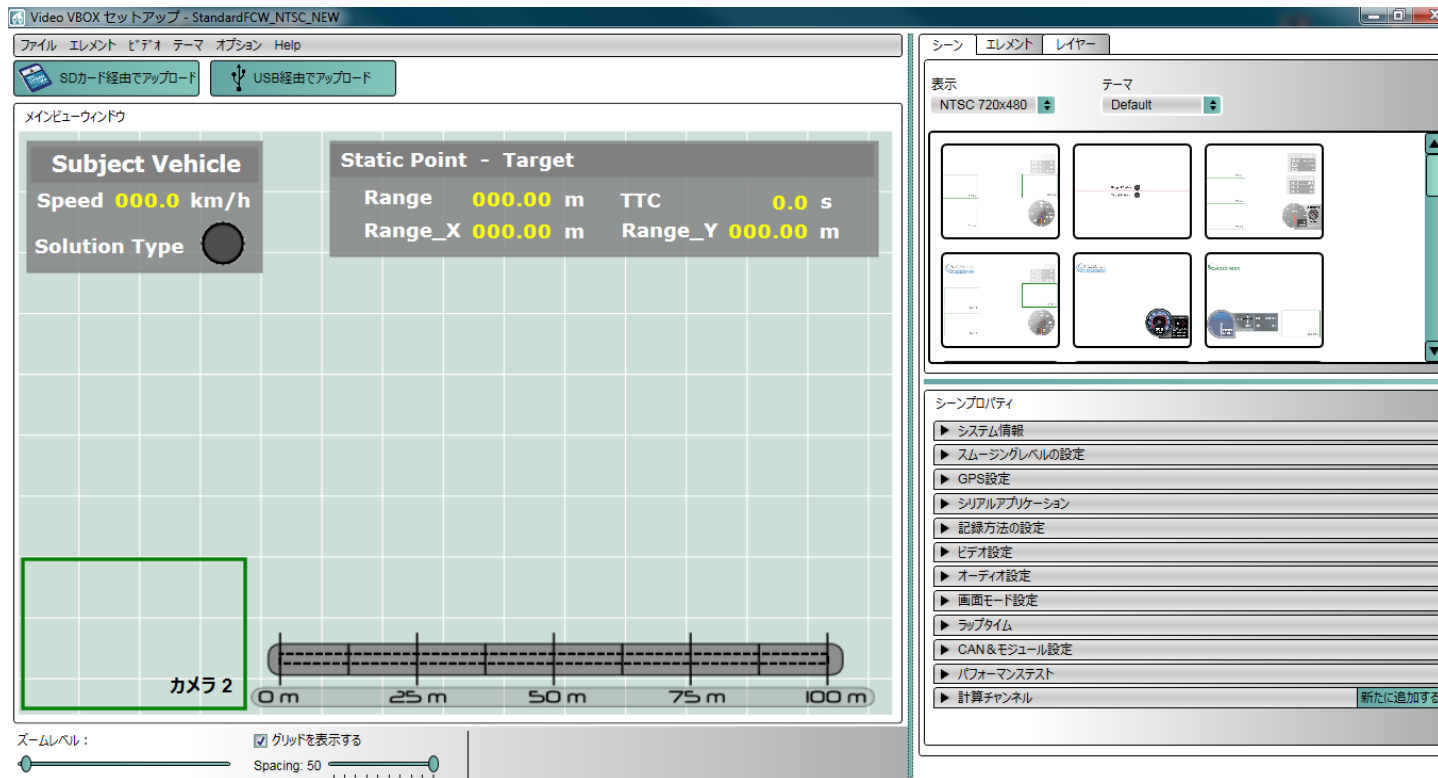 Video VBOX セットアップ - StandardFCW_NTSC_NEW
ファイル エレメント ビデオ テーマ オプション Help
SDカード経由でアップロード USB経由でアップロード
メインビューウィンドウ
Subject Vehicle
Speed 000.0 km/h
Solution Type
Static Point - Target
Range 000.00 m TTC 0.0 s
Range_X 000.00 m Range_Y 000.00 m
カメラ 2
0 m 25 m 50 m 75 m 100 m
ズームレベル :
グリッドを表示する
Spacing: 50
シーン エレメント レイヤー
表示 テーマ
NTSC 720x480 Default
シーンプロパティ
システム情報
スムージングレベルの設定
GPS設定
シリアルアプリケーション
記録方法の設定
ビデオ設定
オーディオ設定
画面モード設定
ラップタイム
CAN&モジュール設定
パフォーマンステスト
計算チャンネル 新たに追加する